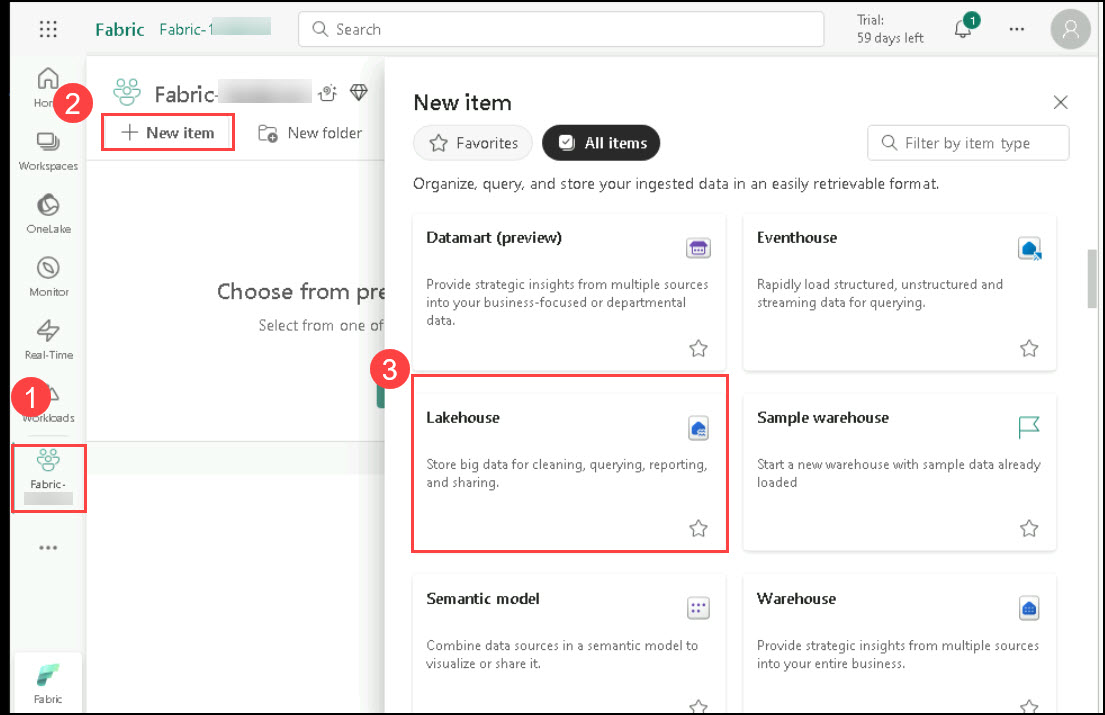 Fabric
Fabric-1
Search
Trial:
59 days left
1
Home
2
Workspaces
OneLake
Monitor
Real-Time
1
Workloads
Fabric-
Fabric
Fabric-
New item
New folder
Choose from pre
Select from one of
3
New item
Favorites
All items
Filter by item type
Organize, query, and store your ingested data in an easily retrievable format.
Datamart (preview)
Provide strategic insights from multiple sources
into your business-focused or departmental
data.
Eventhouse
Rapidly load structured, unstructured and
streaming data for querying.
Lakehouse
Store big data for cleaning, querying, reporting,
and sharing.
Sample warehouse
Start a new warehouse with sample data already
loaded
Semantic model
Combine data sources in a semantic model to
visualize or share it.
Warehouse
Provide strategic insights from multiple sources
into your entire business.